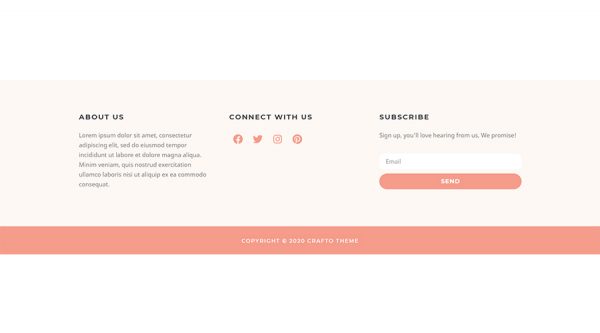 ABOUT US
Lorem ipsum dolor sit amet, consectetur
adipiscing elit, sed do eiusmod tempor
incididunt ut labore et dolore magna aliqua.
Minim veniam, quis nostrud exercitation
ullamco laboris nisi ut aliquip ex ea commodo
consequat.
CONNECT WITH US
SUBSCRIBE
Sign up, you'll love hearing from us, We promise!
Email
SEND
COPYRIGHT © 2020 CRAFTO THEME